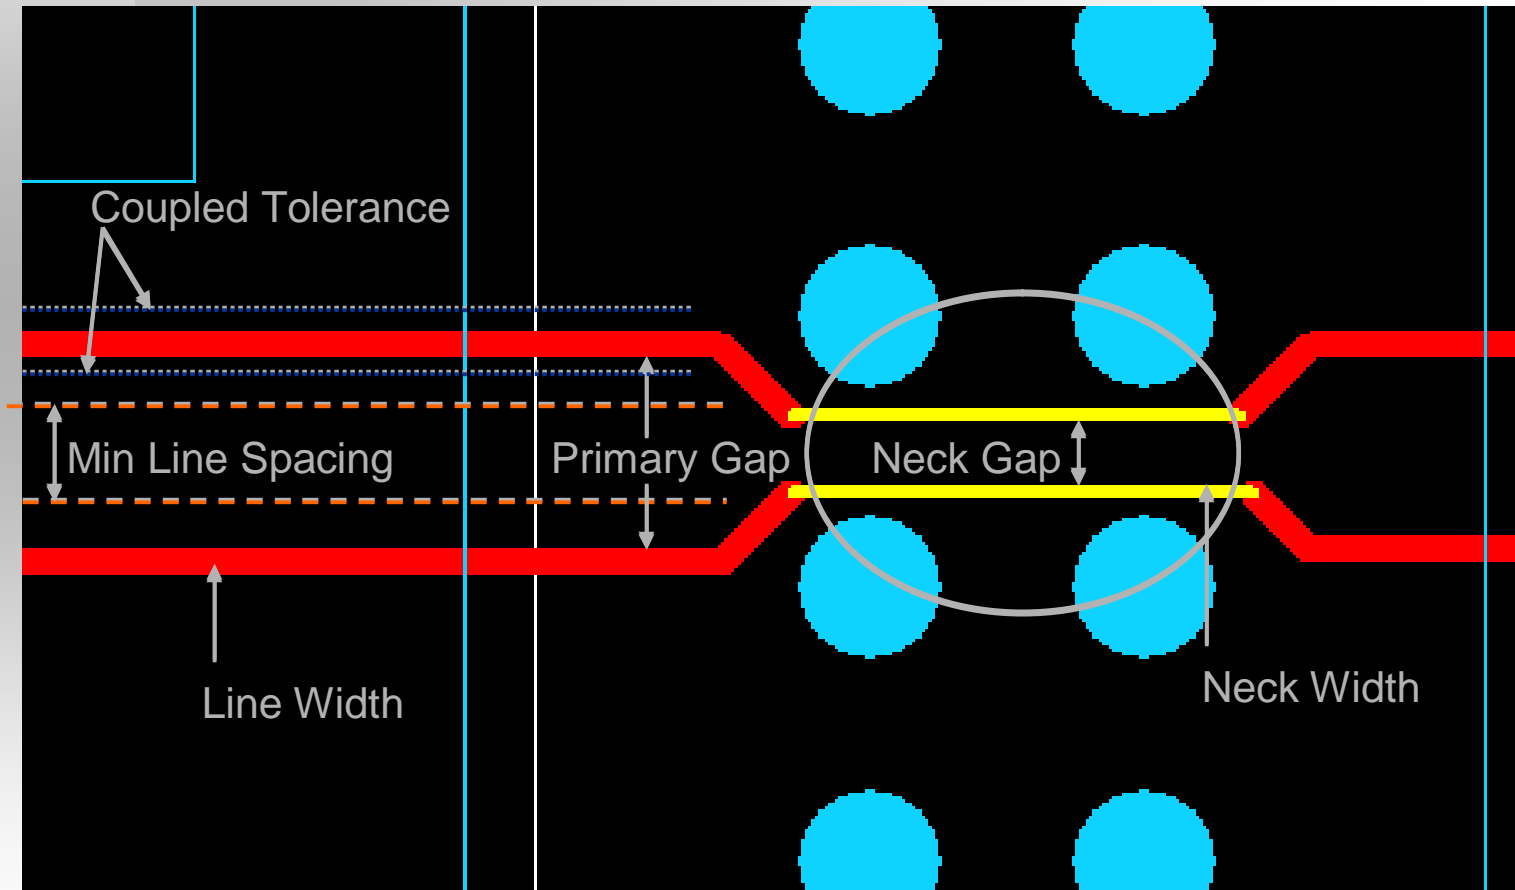 Coupled Tolerance
Min Line Spacing
Primary Gap
Neck Gap
Line Width
Neck Width